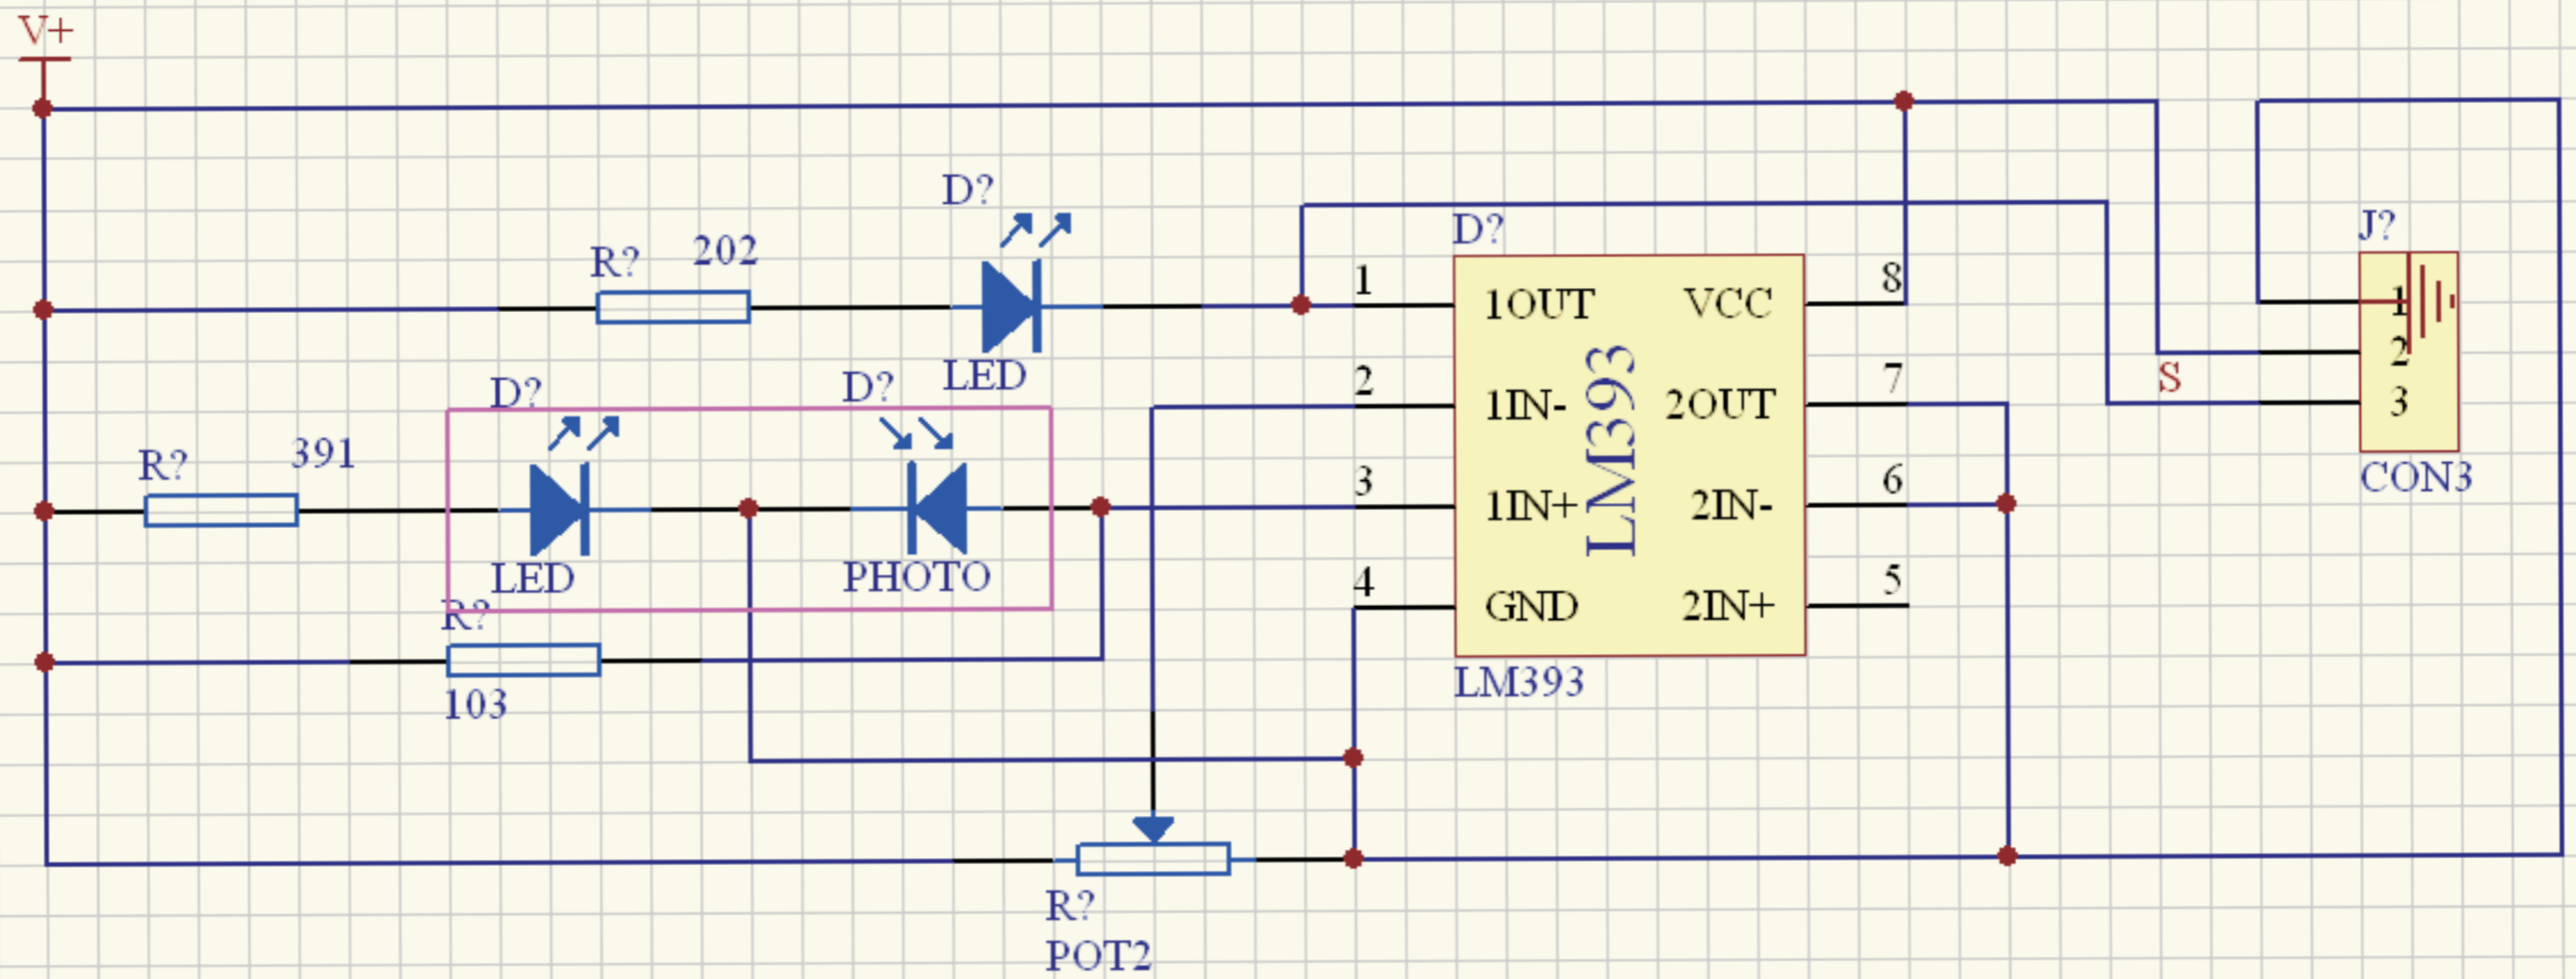 V+
D?
R?
202
LED
D?
1
1OUT
VCC
8
2
1IN-
2OUT
7
3
1IN+
2IN-
6
4
GND
2IN+
5
LM393
LM393
J?
1
2
3
S
CON3
R?
391
D?
LED
D?
PHOTO
R?
103
R?
POT2